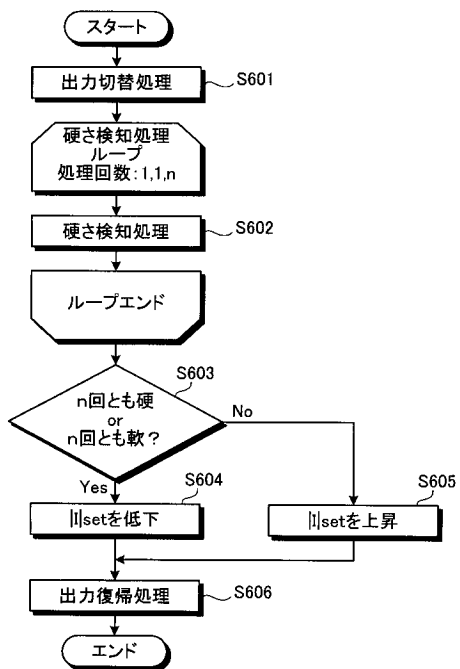 スタート
出力切替処理
S601
硬さ検知処理
ループ
処理回数:1,1,n
硬さ検知処理
S602
ループエンド
S603
n回とも硬
or
n回とも軟?
No
Yes
S604
|I|setを低下
S605
|I|setを上昇
出力復帰処理
S606
エンド